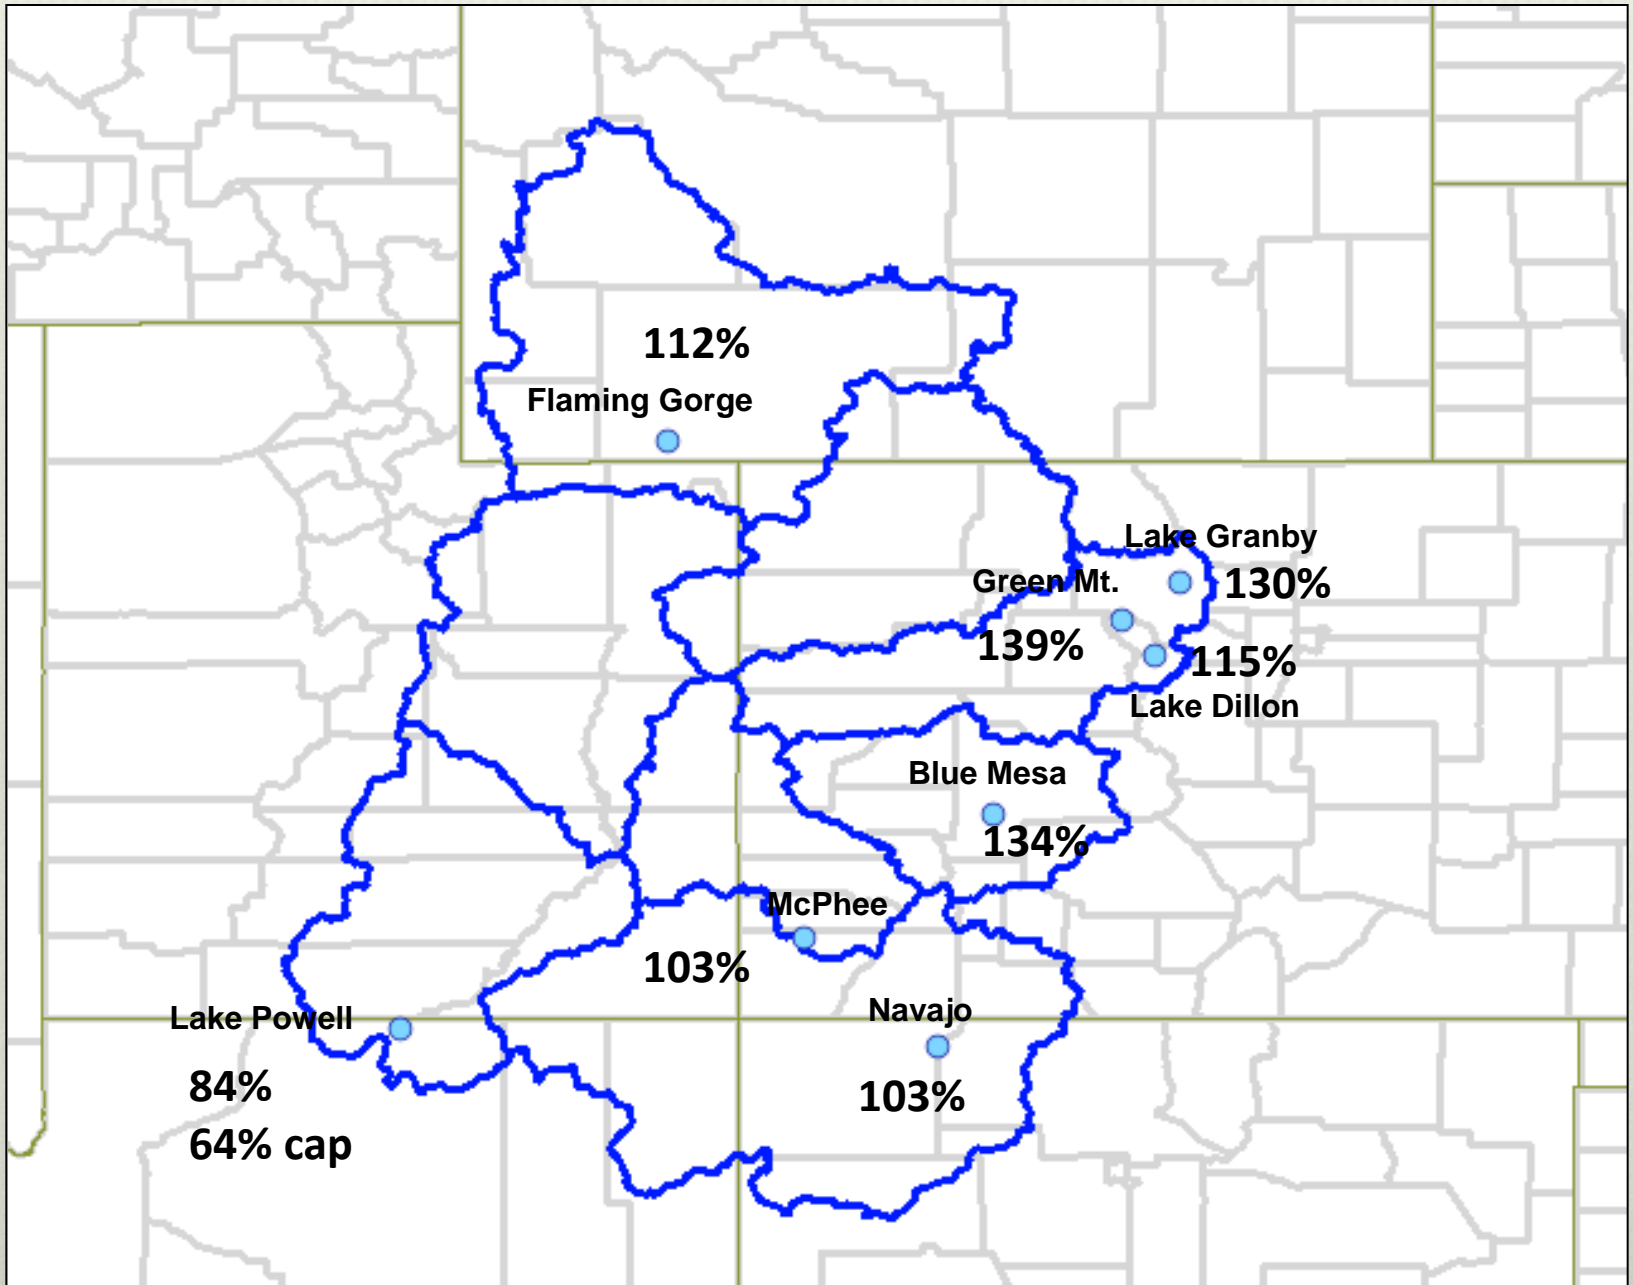 112%
Flaming Gorge
Lake Granby
130%
Green Mt.
139%
115%
Lake Dillon
Blue Mesa
134%
McPhee
103%
Navajo
103%
Lake Powell
84%
64% cap